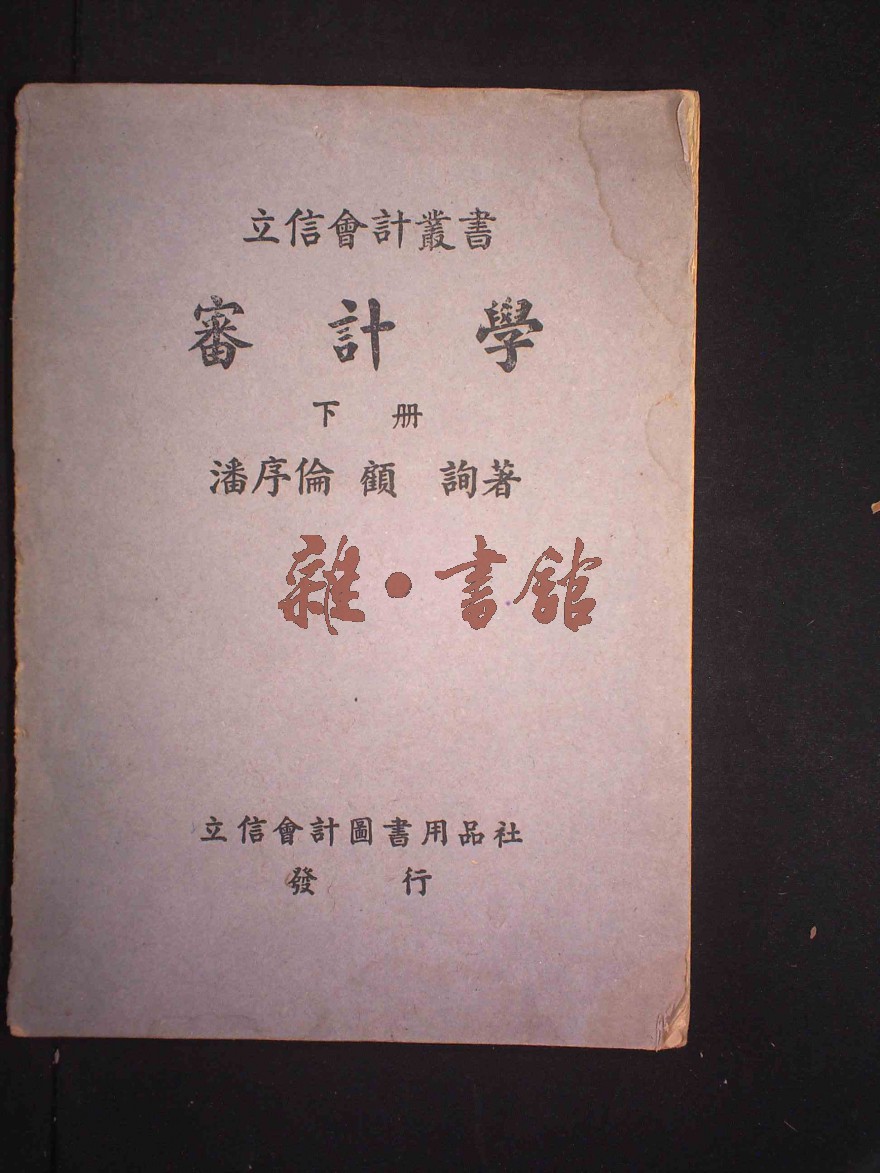 立信會計叢書
審計學
下册
潘序倫 顧 詢著
雜•書館
立信會計圖書用品社
發行